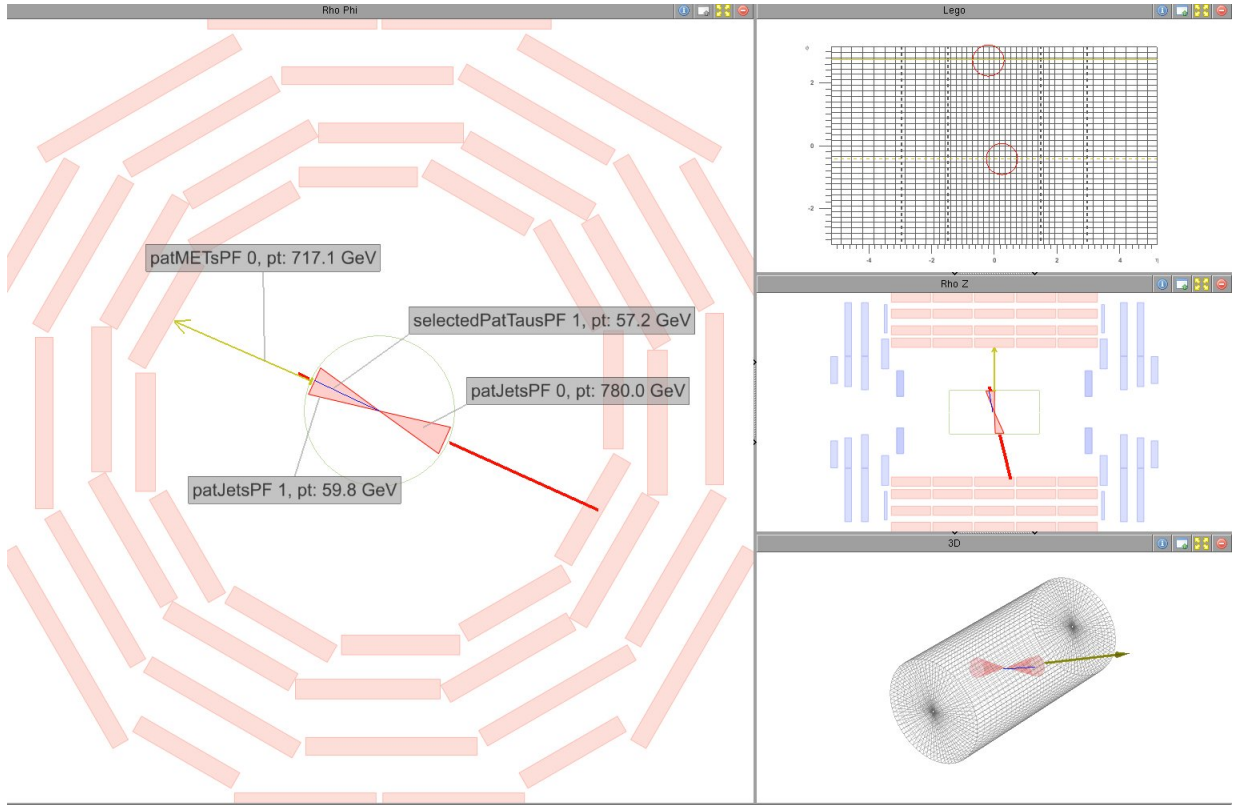 Rho Phi
patMETsPF 0, pt: 717.1 GeV
selectedPatTausPF 1, pt: 57.2 GeV
patJetsPF 0, pt: 780.0 GeV
patJetsPF 1, pt: 59.8 GeV
Lego
2
0
-2
-4
-2
0
2
4
Rho Z
3D